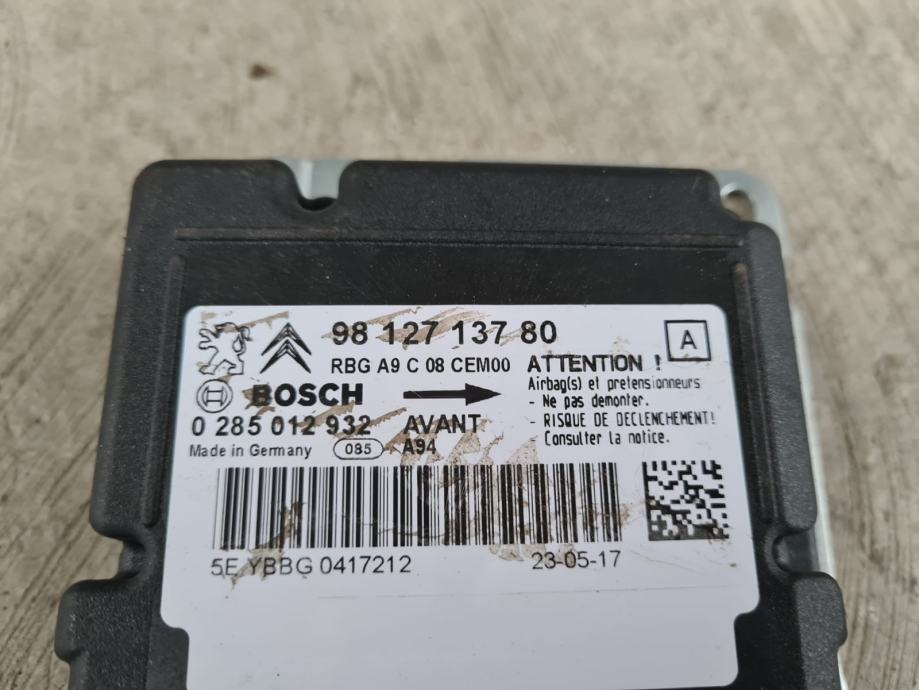 98 127 137 80
A
RBG A9 C 08 CEM00
ATTENTION !
Airbag(s) et pretensionneurs
- Ne pas demonter.
- RISQUE DE DECLENCHEMENT!
Consulter la notice.
BOSCH
0 285 012 932
AVANT
Made in Germany
085
A94
5E YBBG 0417212
23-05-17